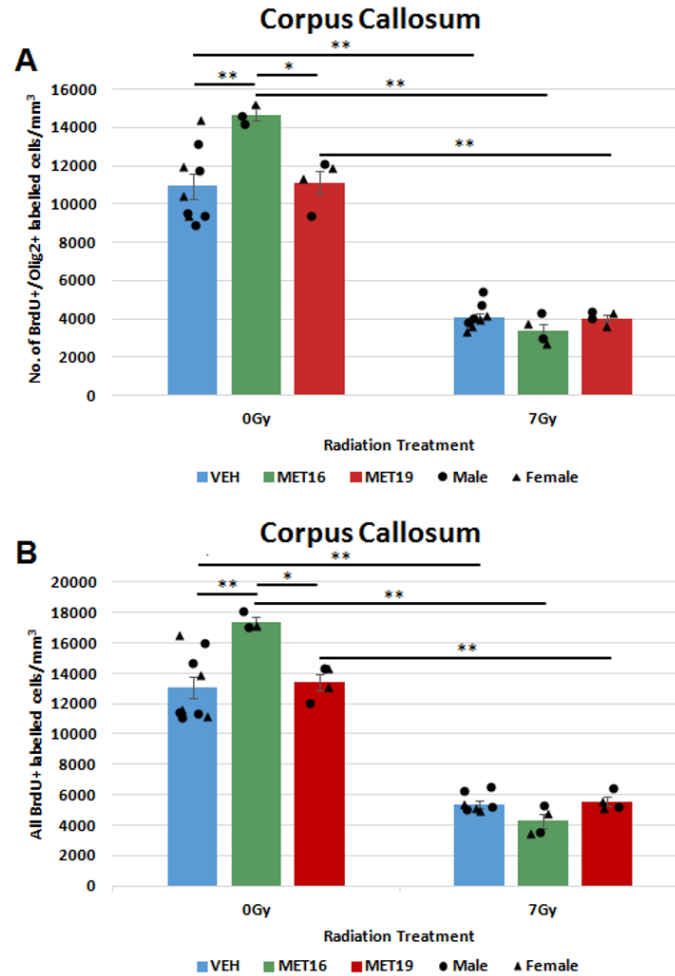 Corpus Callosum
A
**
**
*
**
**
No. of BrdU+/Olig2+ labelled cells/mm³
16000
14000
12000
10000
8000
6000
4000
2000
0
0Gy 7Gy
Radiation Treatment
VEH MET16 MET19 Male Female
Corpus Callosum
B
**
**
*
**
**
All BrdU+ labelled cells/mm³
20000
18000
16000
14000
12000
10000
8000
6000
4000
2000
0
0Gy 7Gy
Radiation Treatment
VEH MET16 MET19 Male Female